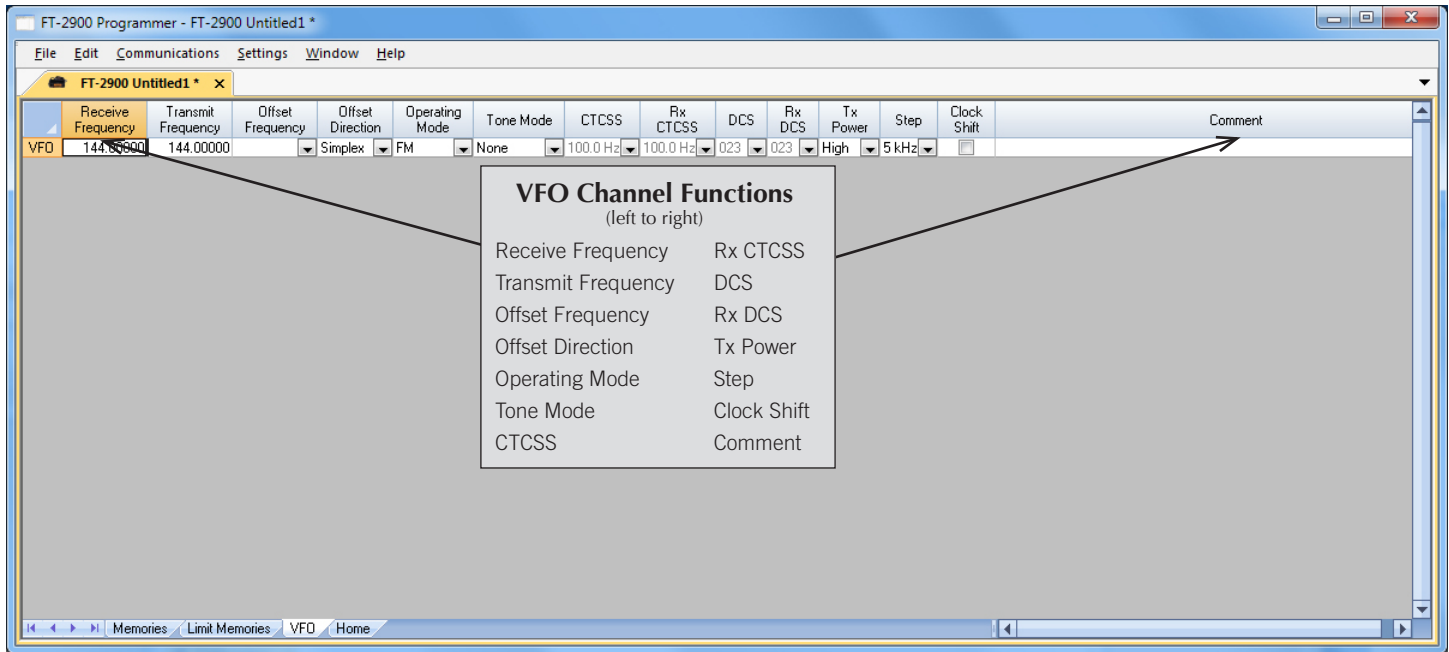 FT-2900 Programmer - FT-2900 Untitled1 *
File Edit Communications Settings Window Help
FT-2900 Untitled1 * X
Receive Frequency Transmit Frequency Offset Frequency Offset Direction Operating Mode Tone Mode CTCSS Rx CTCSS DCS Rx DCS Tx Power Step Clock Shift Comment
VFO 144.00000 144.00000 Simplex FM None 100.0 Hz 100.0 Hz 023 023 High 5 kHz
VFO Channel Functions
(left to right)
Receive Frequency Rx CTCSS
Transmit Frequency DCS
Offset Frequency Rx DCS
Offset Direction Tx Power
Operating Mode Step
Tone Mode Clock Shift
CTCSS Comment
Memories Limit Memories VFO Home